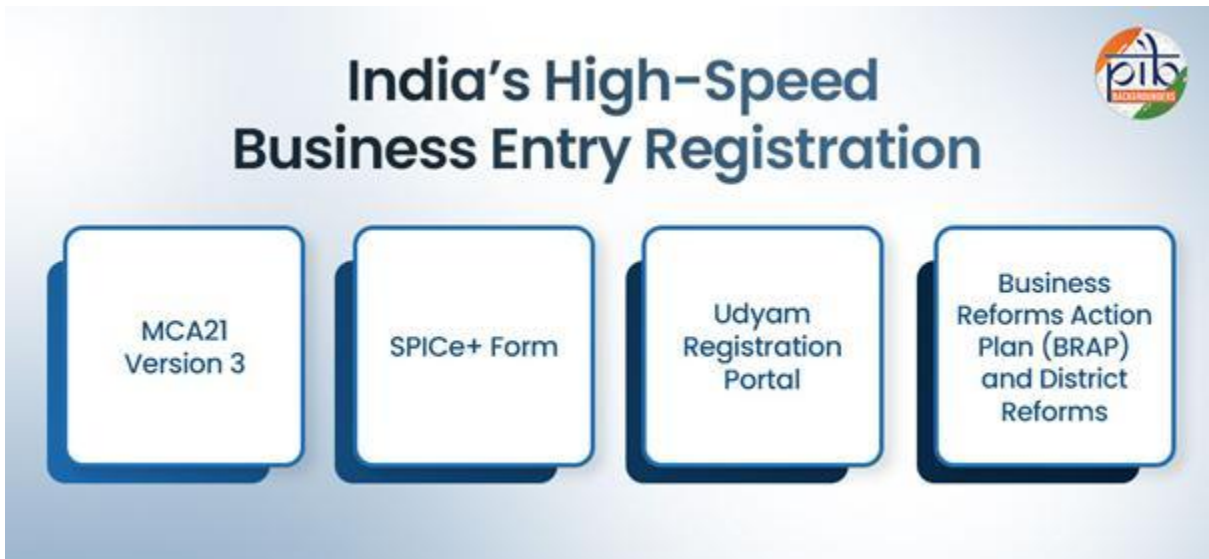 India’s High-Speed
Business Entry Registration
pib
BACKGROUNDERS
MCA21
Version 3
SPICe+ Form
Udyam
Registration
Portal
Business
Reforms Action
Plan (BRAP)
and District
Reforms